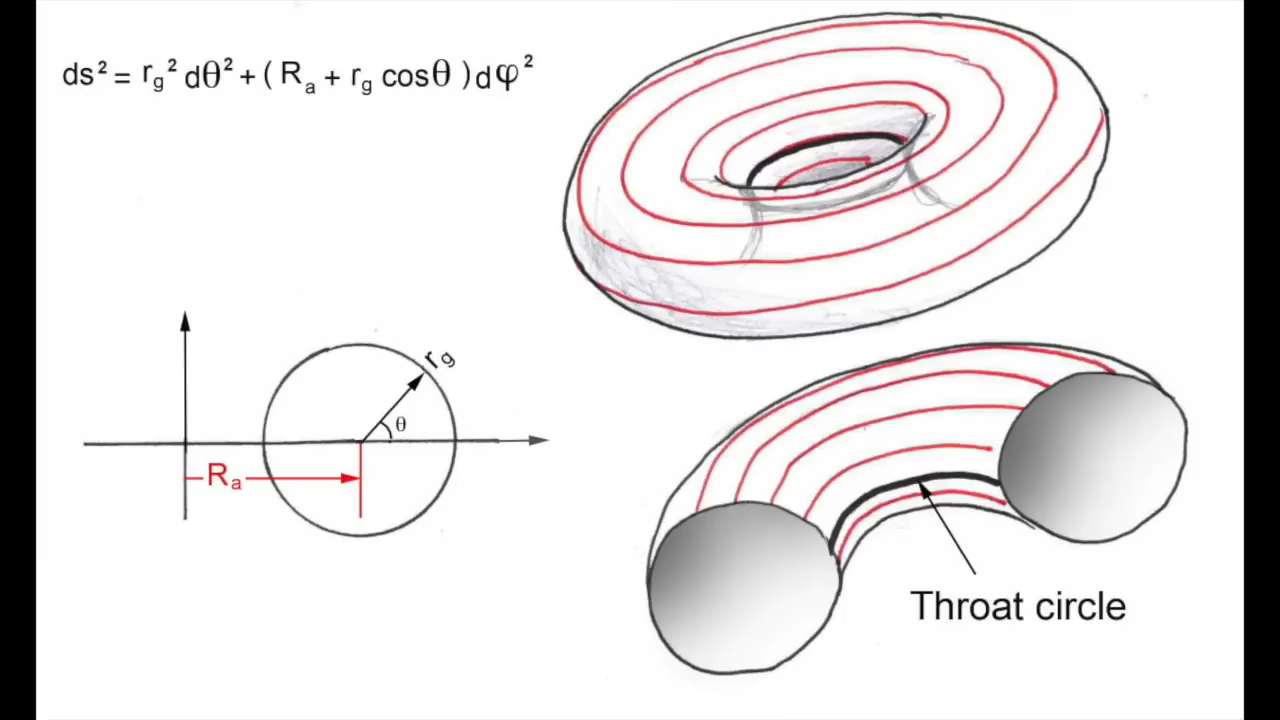 ds² = r_g² dθ² + ( R_a + r_g cosθ ) dφ²
r_g
θ
R_a
Throat circle